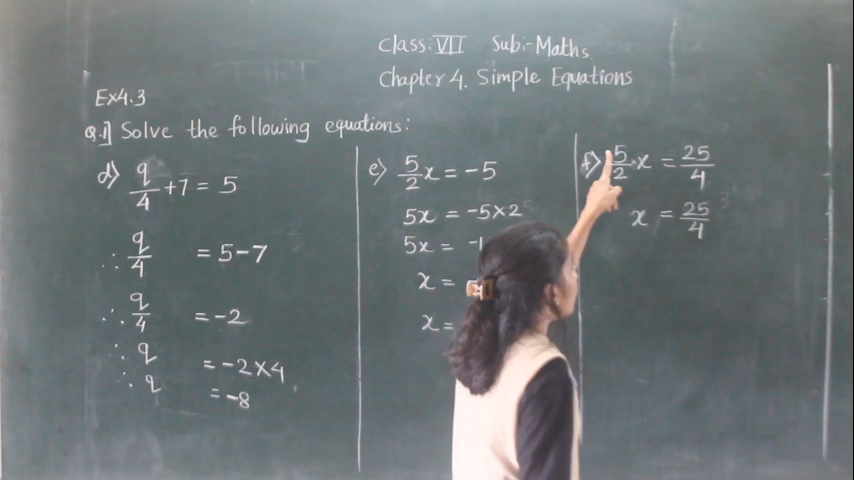 Class: VII Sub:-Maths
Chapter 4. Simple Equations
Ex4.3
Q.1] Solve the following equations:
d) q/4 + 7 = 5
∴ q/4 = 5-7
∴ q/4 = -2
∴ q = -2×4
∴ q = -8
e) 5/2 x = -5
5x = -5×2
5x = -1
x =
x =
f) 5/2 x = 25/4
x = 25/4